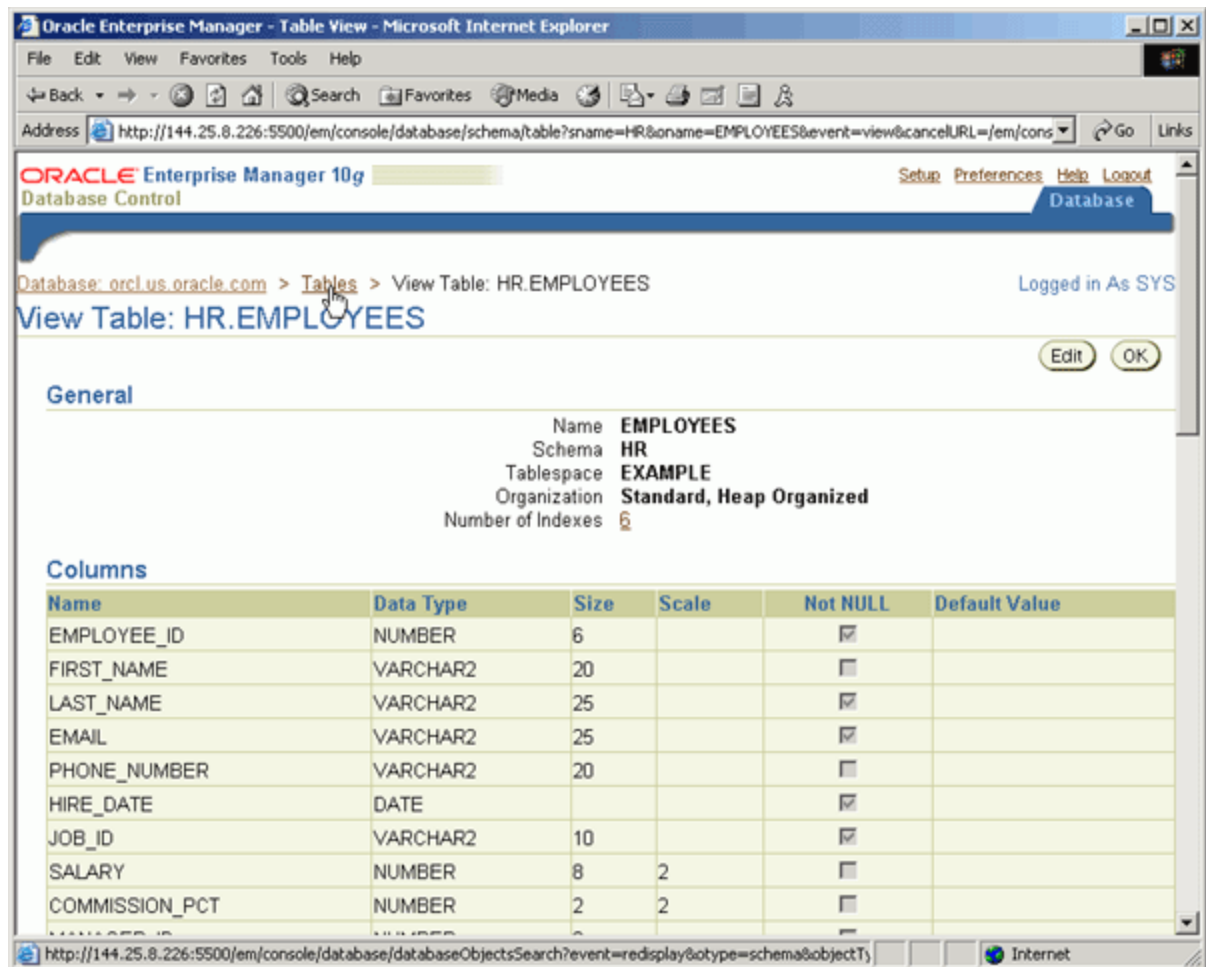 Oracle Enterprise Manager - Table View - Microsoft Internet Explorer
File Edit View Favorites Tools Help
Back Search Favorites Media
Address http://144.25.8.226:5500/em/console/database/schema/table?sname=HR&oname=EMPLOYEES&event=view&cancelURL=/em/cons Go Links
ORACLE Enterprise Manager 10g Setup Preferences Help Logout
Database Control Database
Database: orcl.us.oracle.com > Tables > View Table: HR.EMPLOYEES Logged in As SYS
View Table: HR.EMPLOYEES
Edit OK
General
Name EMPLOYEES
Schema HR
Tablespace EXAMPLE
Organization Standard, Heap Organized
Number of Indexes 6
Columns
Name Data Type Size Scale Not NULL Default Value
EMPLOYEE_ID NUMBER 6
FIRST_NAME VARCHAR2 20
LAST_NAME VARCHAR2 25
EMAIL VARCHAR2 25
PHONE_NUMBER VARCHAR2 20
HIRE_DATE DATE
JOB_ID VARCHAR2 10
SALARY NUMBER 8 2
COMMISSION_PCT NUMBER 2 2
http://144.25.8.226:5500/em/console/database/databaseObjectsSearch?event=redisplay&otype=schema&objectTy Internet